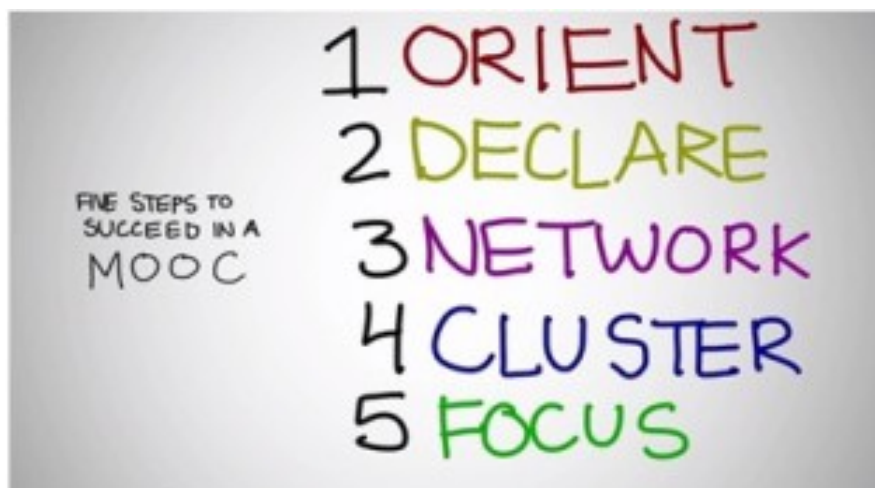 FIVE STEPS TO
SUCCEED IN A
MOOC
1 ORIENT
2 DECLARE
3 NETWORK
4 CLUSTER
5 FOCUS